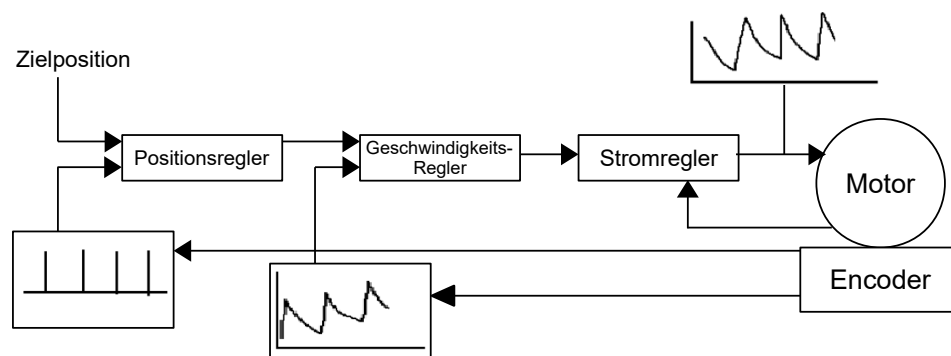 Zielposition
Positionsregler
Geschwindigkeits-
Regler
Stromregler
Motor
Encoder